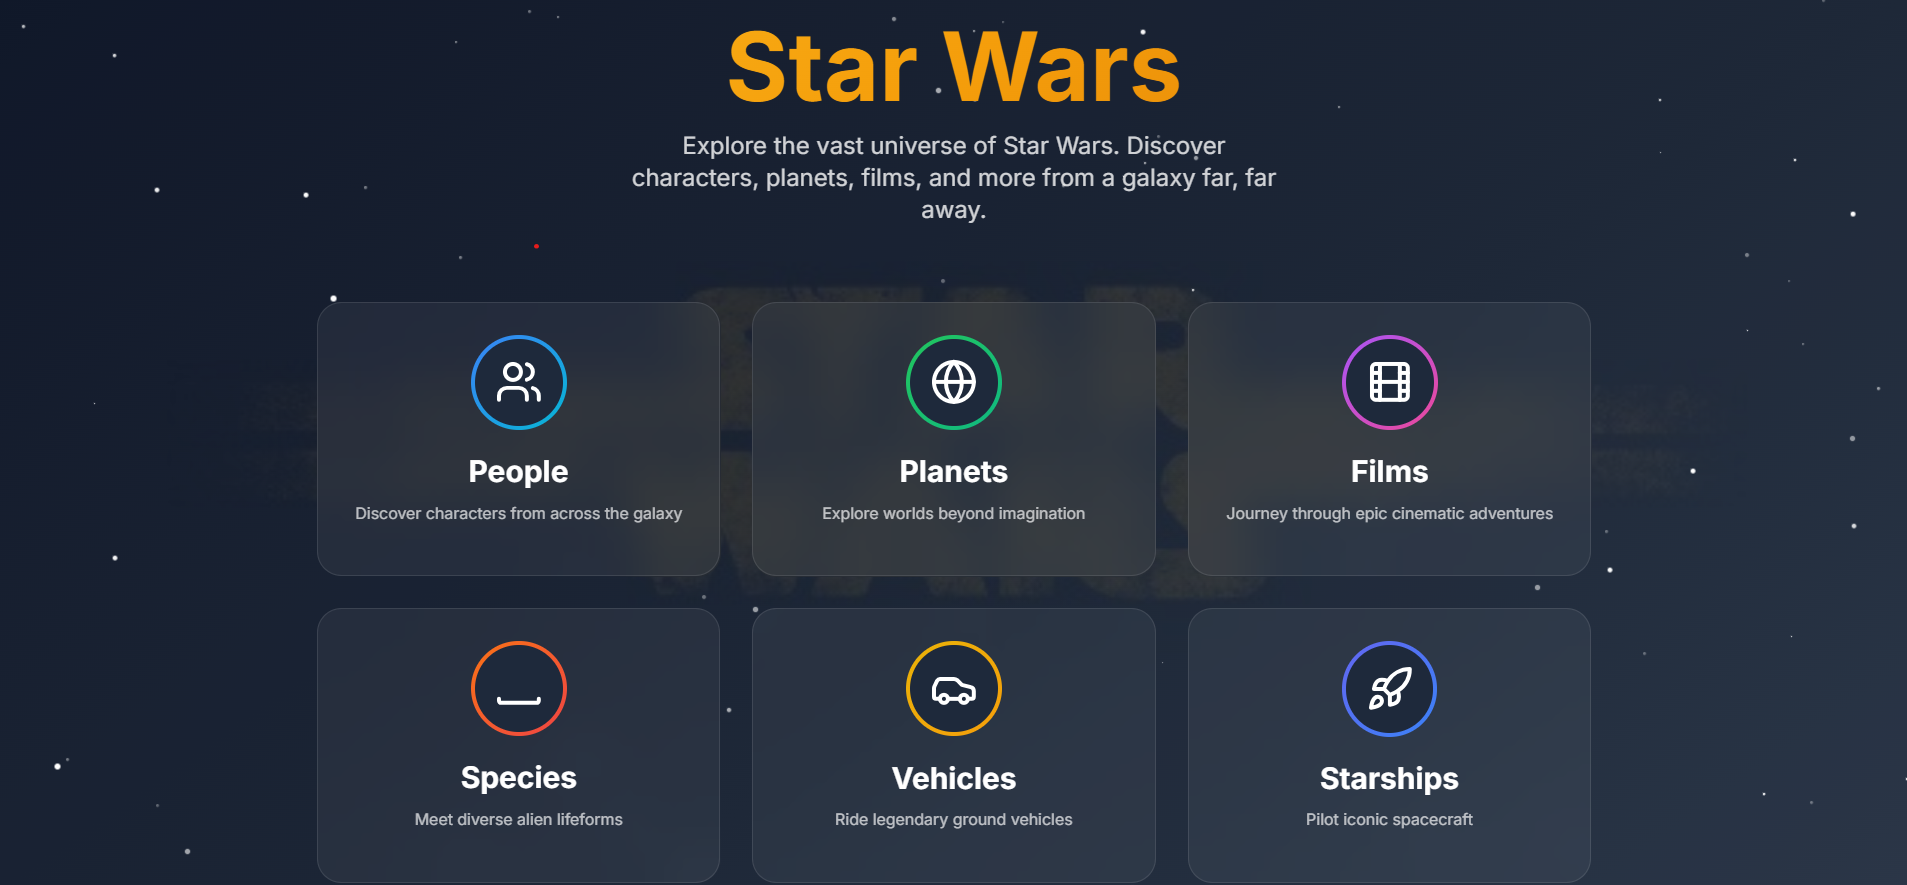 Star Wars
Explore the vast universe of Star Wars. Discover
characters, planets, films, and more from a galaxy far, far
away.
People
Discover characters from across the galaxy
Planets
Explore worlds beyond imagination
Films
Journey through epic cinematic adventures
Species
Meet diverse alien lifeforms
Vehicles
Ride legendary ground vehicles
Starships
Pilot iconic spacecraft